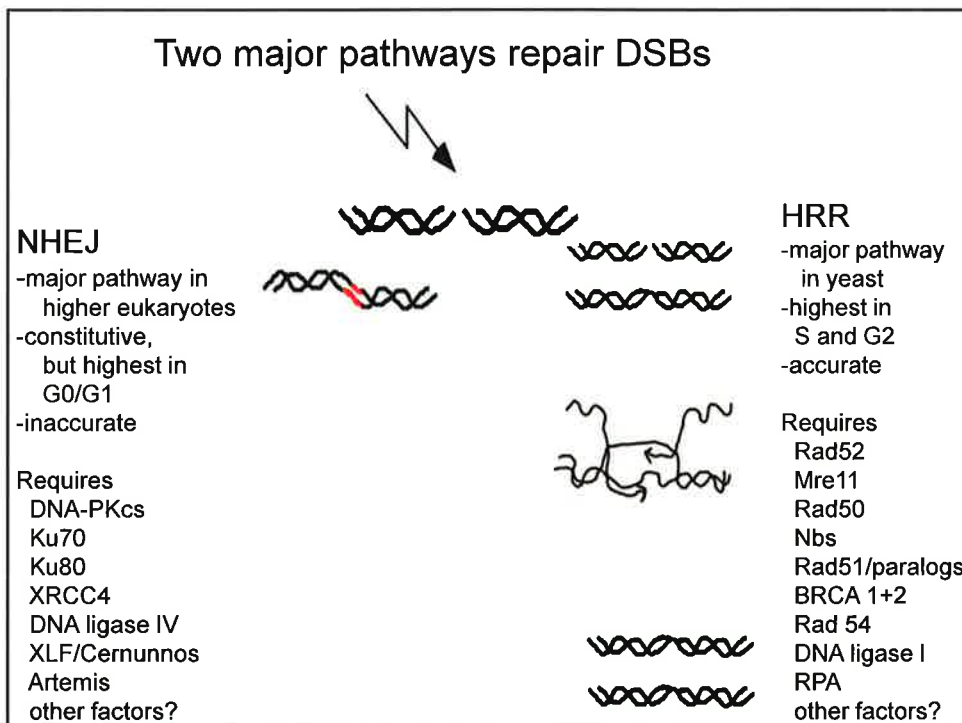 Two major pathways repair DSBs
NHEJ
-major pathway in
higher eukaryotes
-constitutive,
but highest in
G0/G1
-inaccurate
Requires
DNA-PKcs
Ku70
Ku80
XRCC4
DNA ligase IV
XLF/Cernunnos
Artemis
other factors?
HRR
-major pathway
in yeast
-highest in
S and G2
-accurate
Requires
Rad52
Mre11
Rad50
Nbs
Rad51/paralogs
BRCA 1+2
Rad 54
DNA ligase I
RPA
other factors?